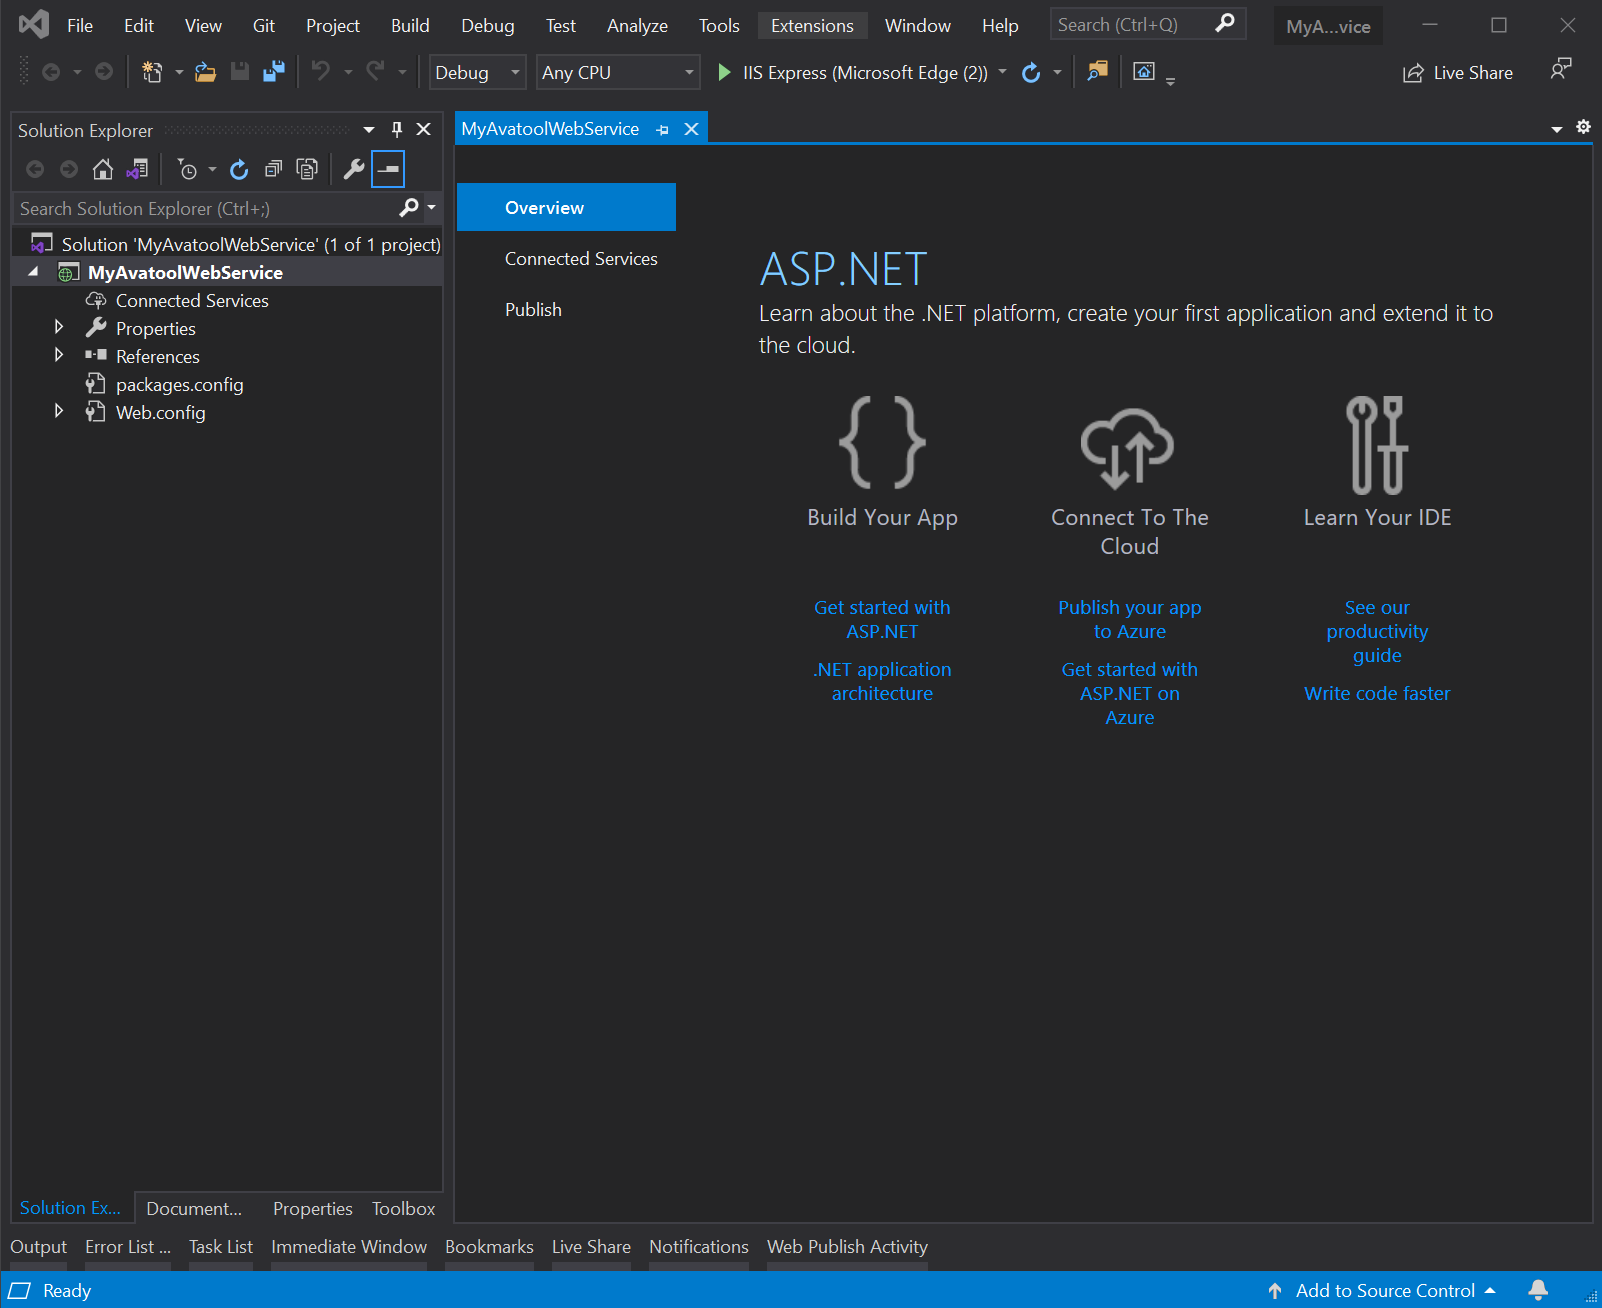 File Edit View Git Project Build Debug Test Analyze Tools Extensions Window Help Search (Ctrl+Q) MyA...vice
Debug Any CPU IIS Express (Microsoft Edge (2)) Live Share
Solution Explorer
MyAvatoolWebService
Search Solution Explorer (Ctrl+;)
Solution 'MyAvatoolWebService' (1 of 1 project)
MyAvatoolWebService
Connected Services
Properties
References
packages.config
Web.config
Overview
Connected Services
Publish
ASP.NET
Learn about the .NET platform, create your first application and extend it to
the cloud.
Build Your App
Get started with
ASP.NET
.NET application
architecture
Connect To The
Cloud
Publish your app
to Azure
Get started with
ASP.NET on
Azure
Learn Your IDE
See our
productivity
guide
Write code faster
Solution Ex... Document... Properties Toolbox
Output Error List ... Task List Immediate Window Bookmarks Live Share Notifications Web Publish Activity
Ready Add to Source Control